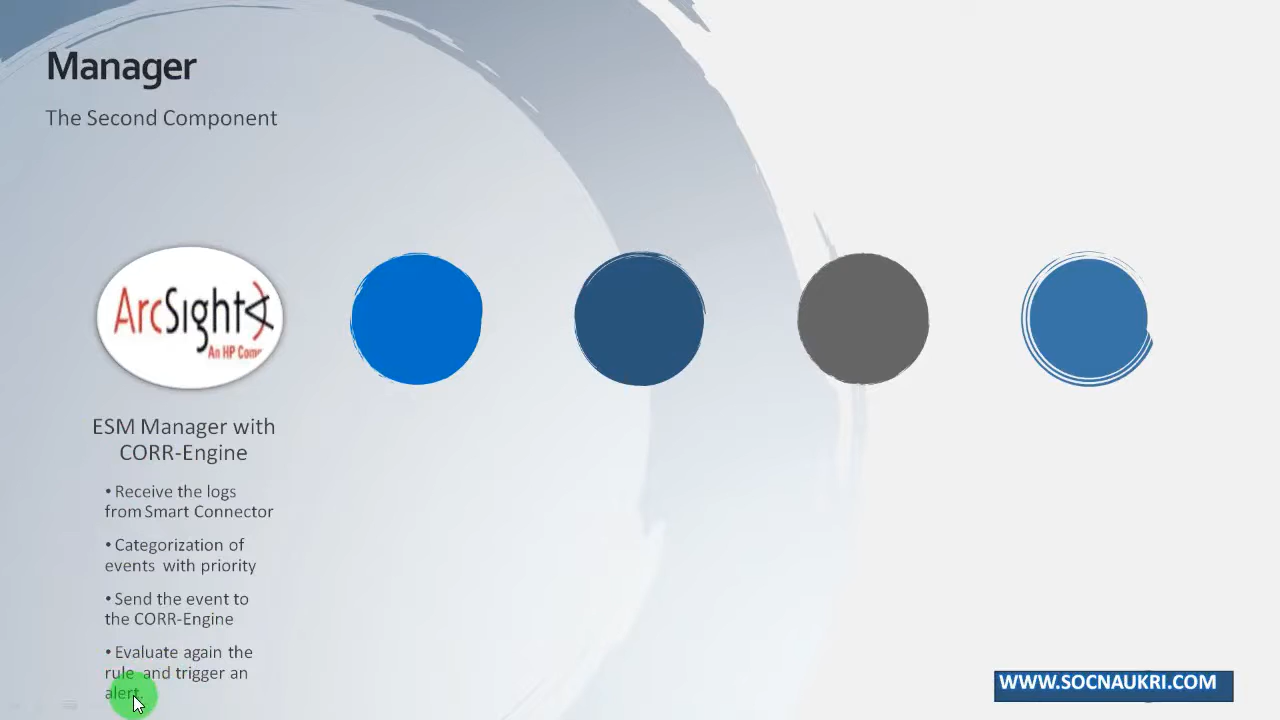 Manager
The Second Component
ArcSight
An HP Com
ESM Manager with
CORR-Engine
• Receive the logs
from Smart Connector
• Categorization of
events with priority
• Send the event to
the CORR-Engine
• Evaluate again the
rule and trigger an
alert.
WWW.SOCNAUKRI.COM